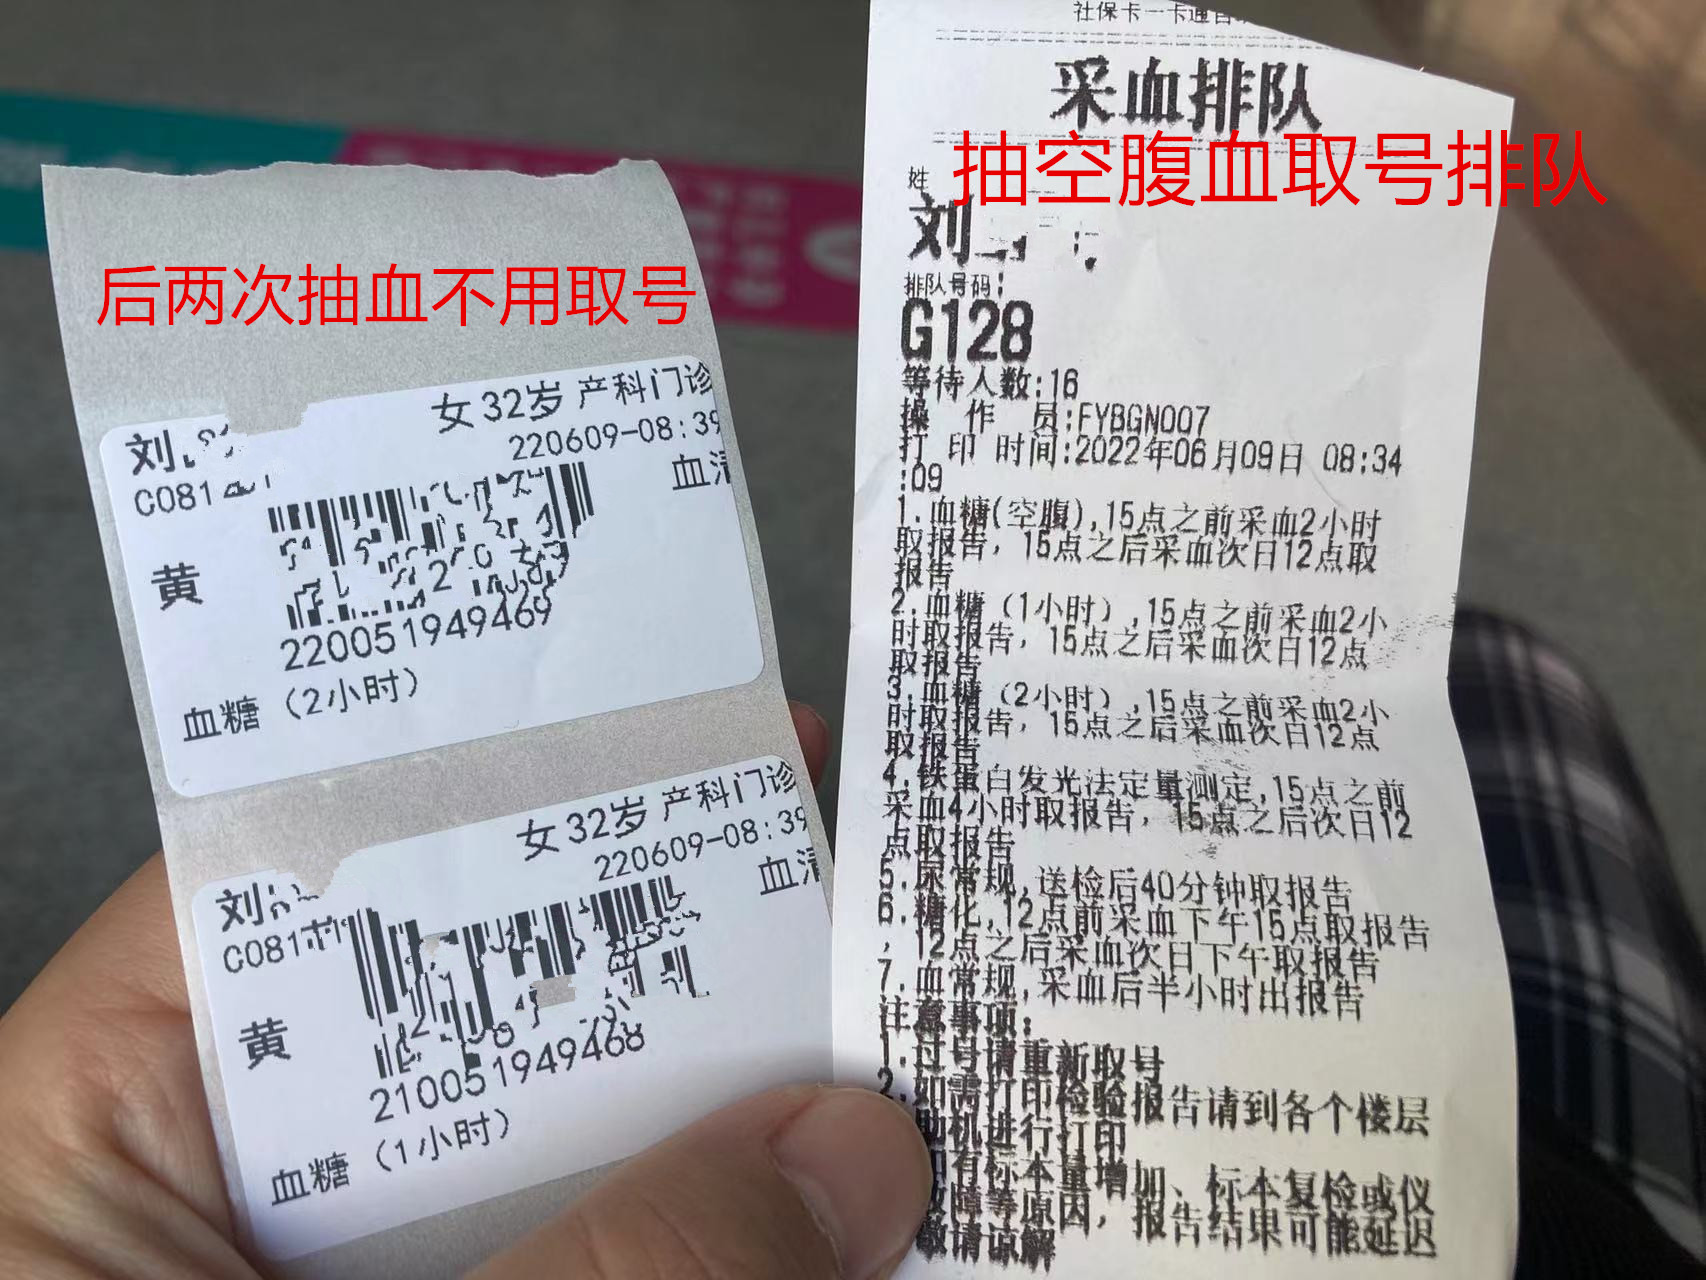 后两次抽血不用取号
女 32岁 产科门诊
220609-08:39
刘
C081
血清
黄
220051949469
血糖 (2小时)
女 32岁 产科门诊
220609-08:39
刘
C081
血清
黄
210051949468
血糖 (1小时)
社保卡一卡通
采血排队
抽空腹血取号排队
姓
刘
排队号码:
G128
等待人数:16
操 作 员:FYBGN007
打 印 时间:2022年06月09日 08:34
:09
1.血糖(空腹),15点之前采血2小时
取报告, 15点之后采血次日12点取
报告
2.血糖 (1小时),15点之前采血2小
时取报告, 15点之后采血次日12点
取报告
3.血糖 (2小时),15点之前采血2小
时取报告, 15点之后采血次日12点
取报告
4.铁蛋白发光法定量测定,15点之前
采血4小时取报告, 15点之后次日12
点取报告
5.尿常规,送检后40分钟取报告
6.糖化,12点前采血下午15点取报告
, 12点之后采血次日下午取报告
7.血常规,采血后半小时出报告
注意事项:
1.过号请重新取号
2.如需打印检验报告请到各个楼层
助机进行打印
如有标本量增加、标本复检或仪
故障等原因, 报告结果可能延迟
敬请谅解